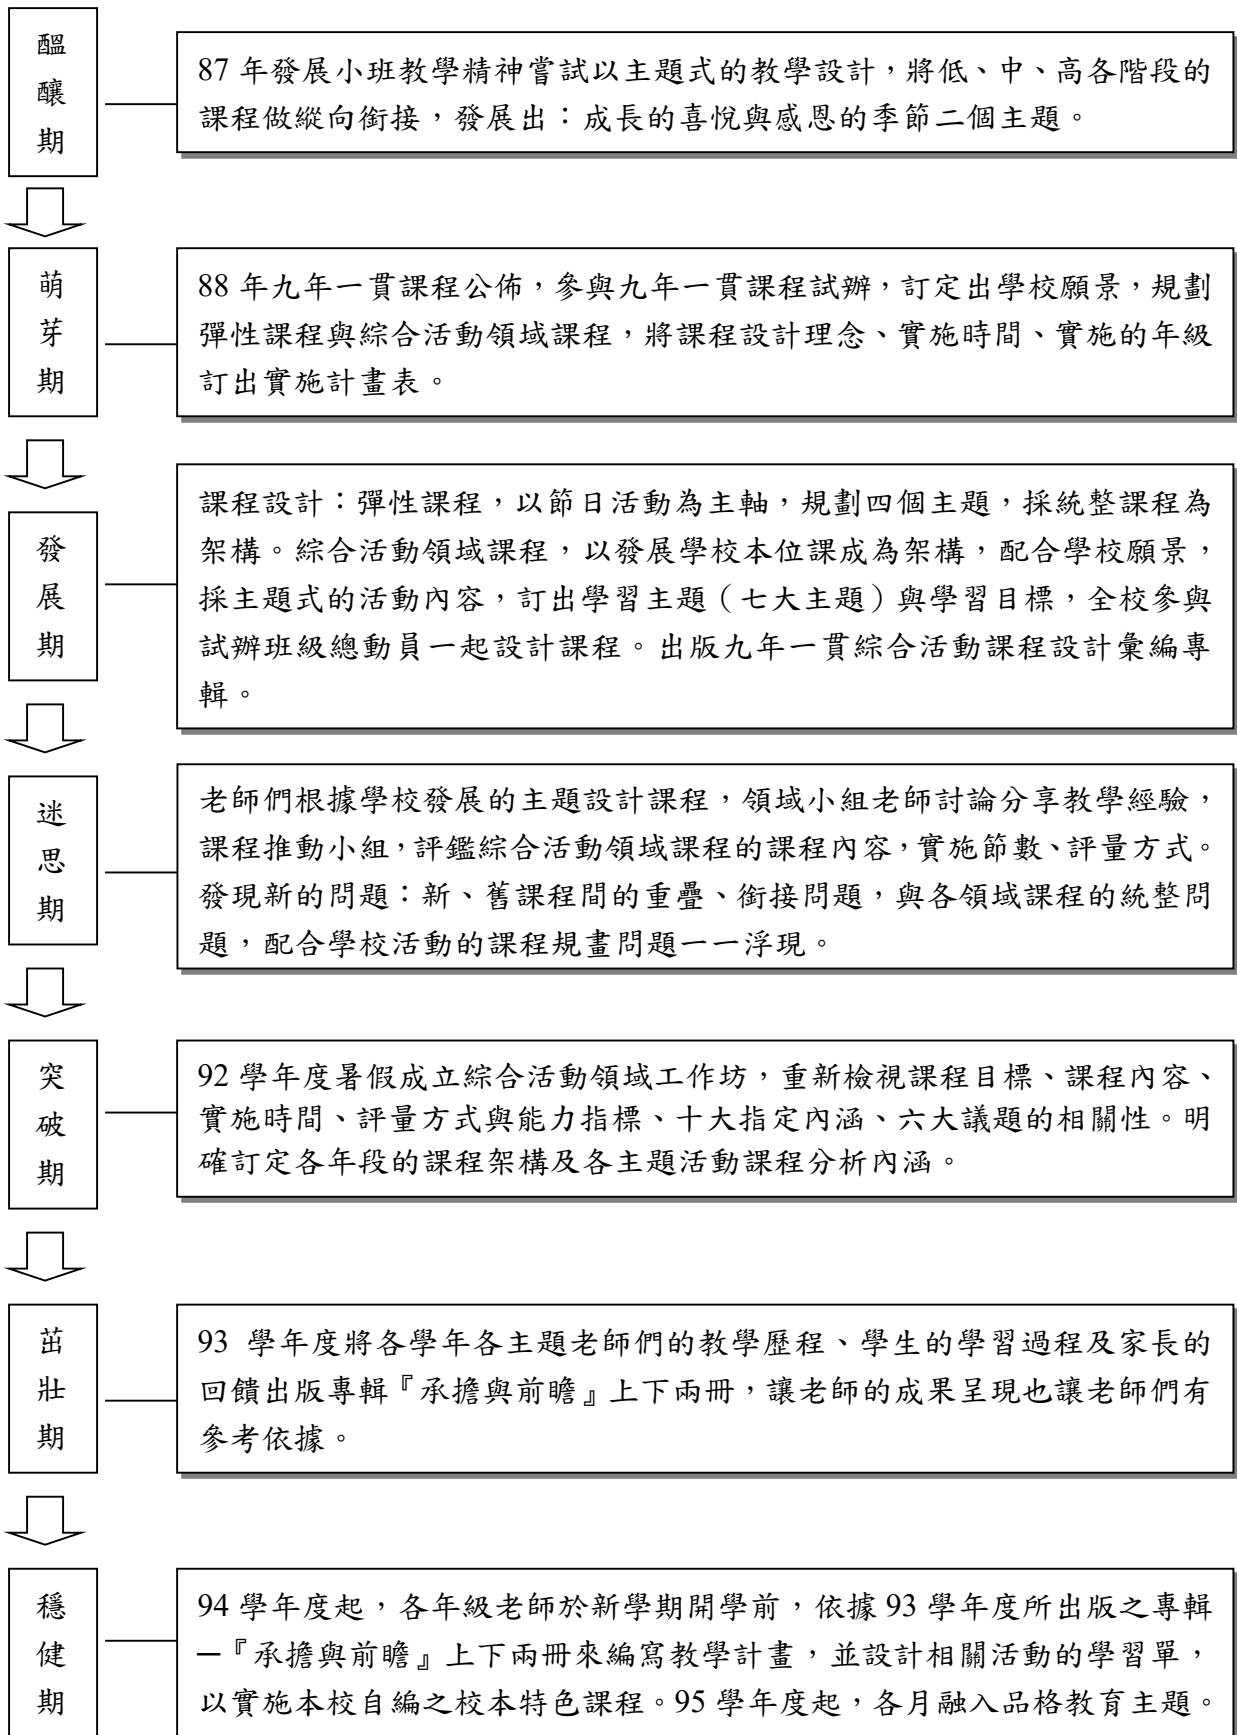 醞釀期
87 年發展小班教學精神嘗試以主題式的教學設計，將低、中、高各階段的
課程做縱向銜接，發展出：成長的喜悅與感恩的季節二個主題。
萌芽期
88 年九年一貫課程公佈，參與九年一貫課程試辦，訂定出學校願景，規劃
彈性課程與綜合活動領域課程，將課程設計理念、實施時間、實施的年級
訂出實施計畫表。
發展期
課程設計：彈性課程，以節日活動為主軸，規劃四個主題，採統整課程為
架構。綜合活動領域課程，以發展學校本位課成為架構，配合學校願景，
採主題式的活動內容，訂出學習主題（七大主題）與學習目標，全校參與
試辦班級總動員一起設計課程。出版九年一貫綜合活動課程設計彙編專
輯。
迷思期
老師們根據學校發展的主題設計課程，領域小組老師討論分享教學經驗，
課程推動小組，評鑑綜合活動領域課程的課程內容，實施節數、評量方式。
發現新的問題：新、舊課程間的重疊、銜接問題，與各領域課程的統整問
題，配合學校活動的課程規畫問題一一浮現。
突破期
92 學年度暑假成立綜合活動領域工作坊，重新檢視課程目標、課程內容、
實施時間、評量方式與能力指標、十大指定內涵、六大議題的相關性。明
確訂定各年段的課程架構及各主題活動課程分析內涵。
茁壯期
93 學年度將各學年各主題老師們的教學歷程、學生的學習過程及家長的
回饋出版專輯『承擔與前瞻』上下兩冊，讓老師的成果呈現也讓老師們有
參考依據。
穩健期
94 學年度起，各年級老師於新學期開學前，依據 93 學年度所出版之專輯
─『承擔與前瞻』上下兩冊來編寫教學計畫，並設計相關活動的學習單，
以實施本校自編之校本特色課程。95 學年度起，各月融入品格教育主題。